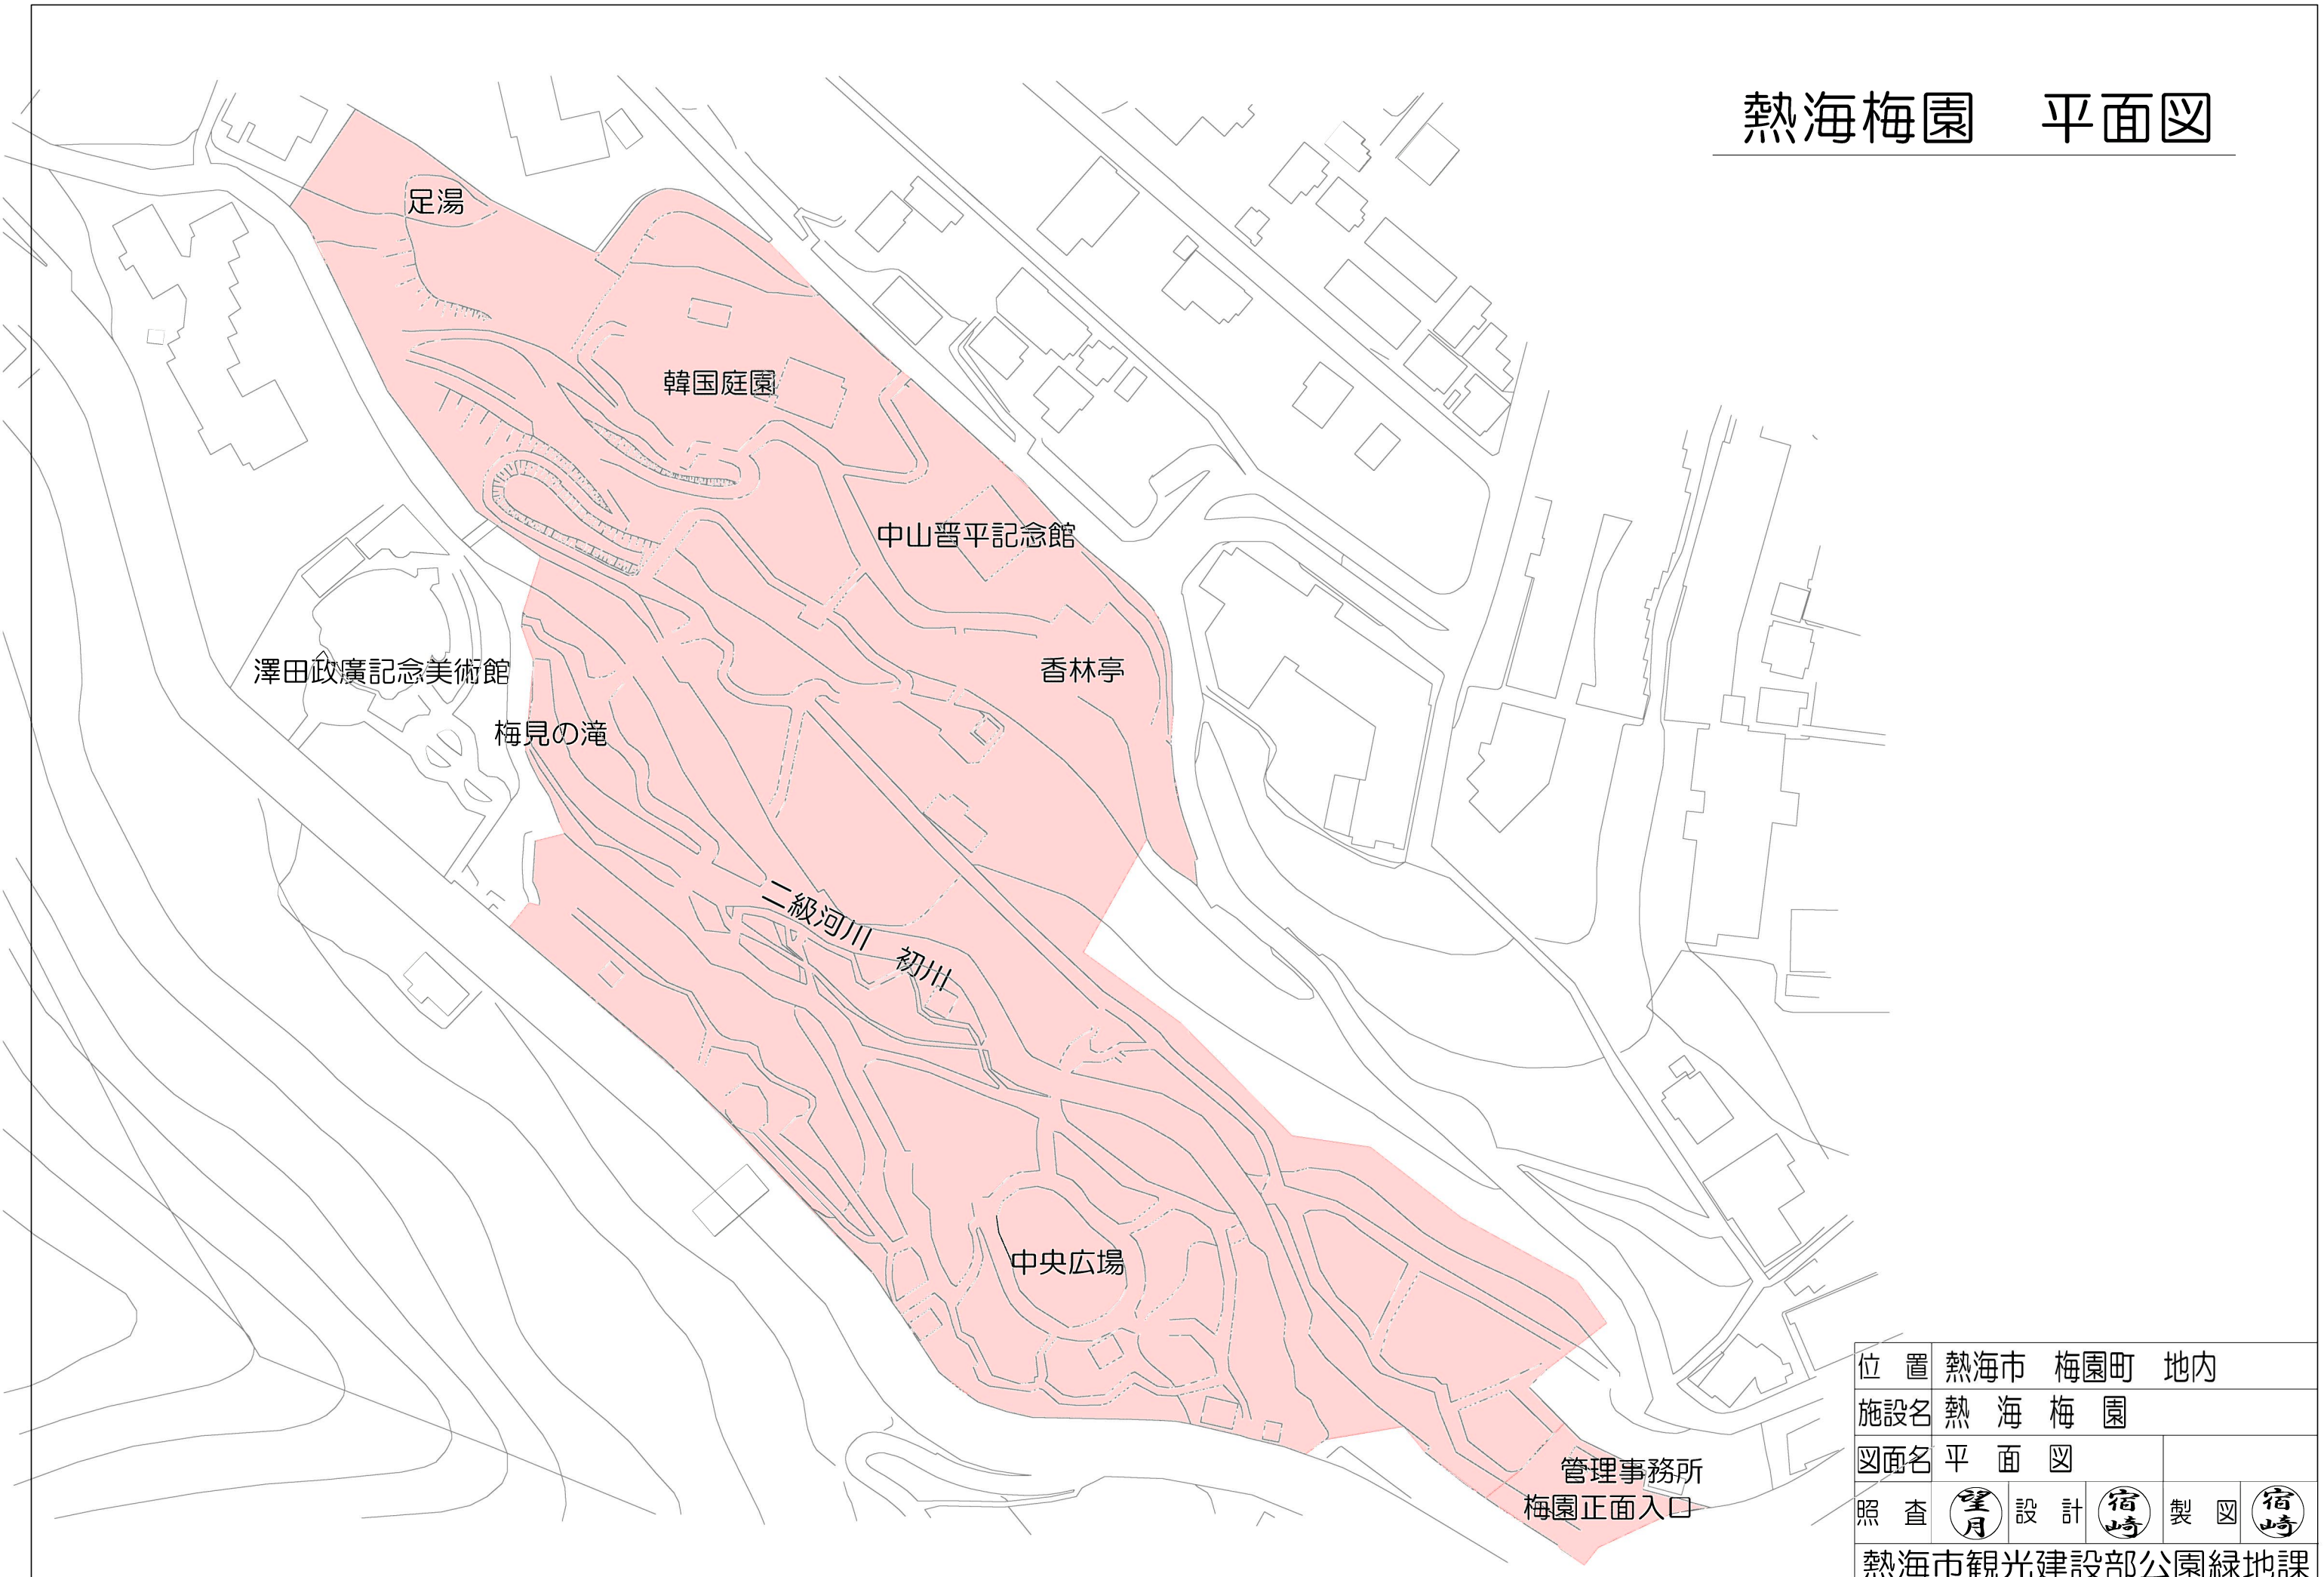 熱海梅園　平面図
足湯
韓国庭園
中山晋平記念館
香林亭
澤田政廣記念美術館
梅見の滝
二級河川　初川
中央広場
管理事務所
梅園正面入口
位　置　熱海市　梅園町　地内
施設名　熱　海　梅　園
図面名　平　面　図
照　査　望月　設　計　宿崎　製　図　宿崎
熱海市観光建設部公園緑地課